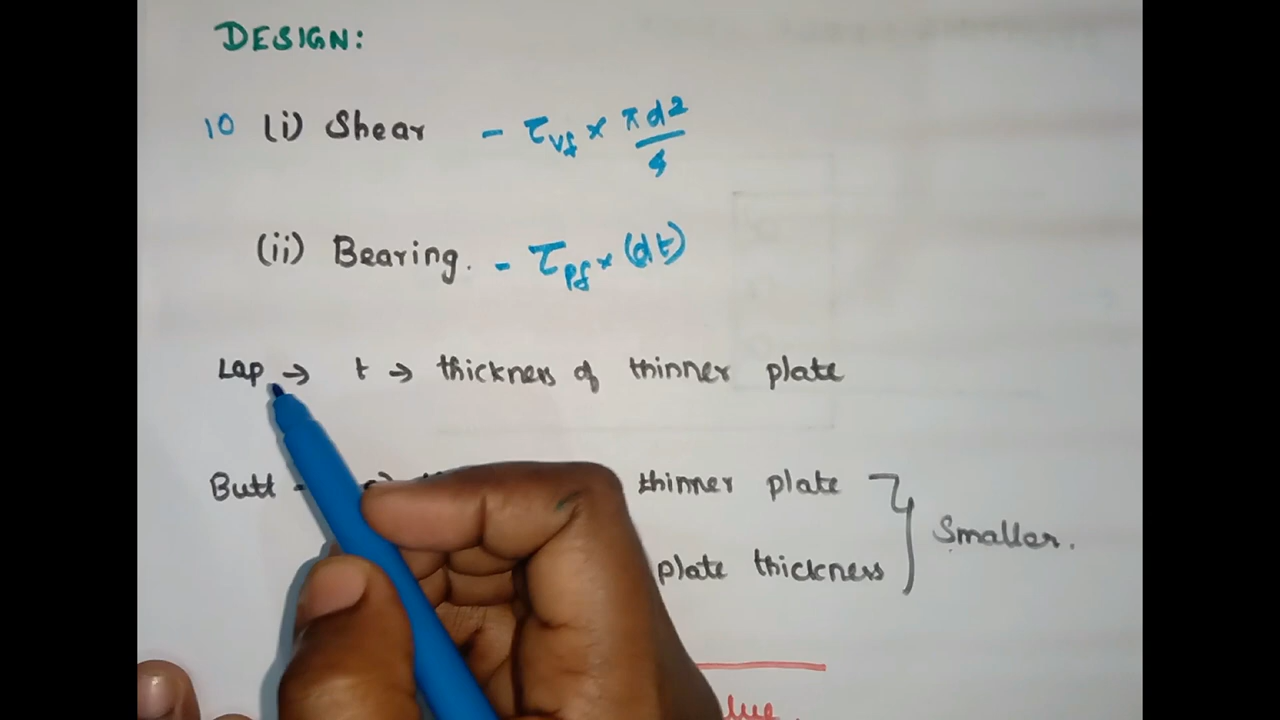 DESIGN:
10 (i) Shear - τvf × πd²/4
(ii) Bearing. - τpf × (dt)
Lap → t → thickness of thinner plate
Butt - thinner plate
plate thickness
Smaller.